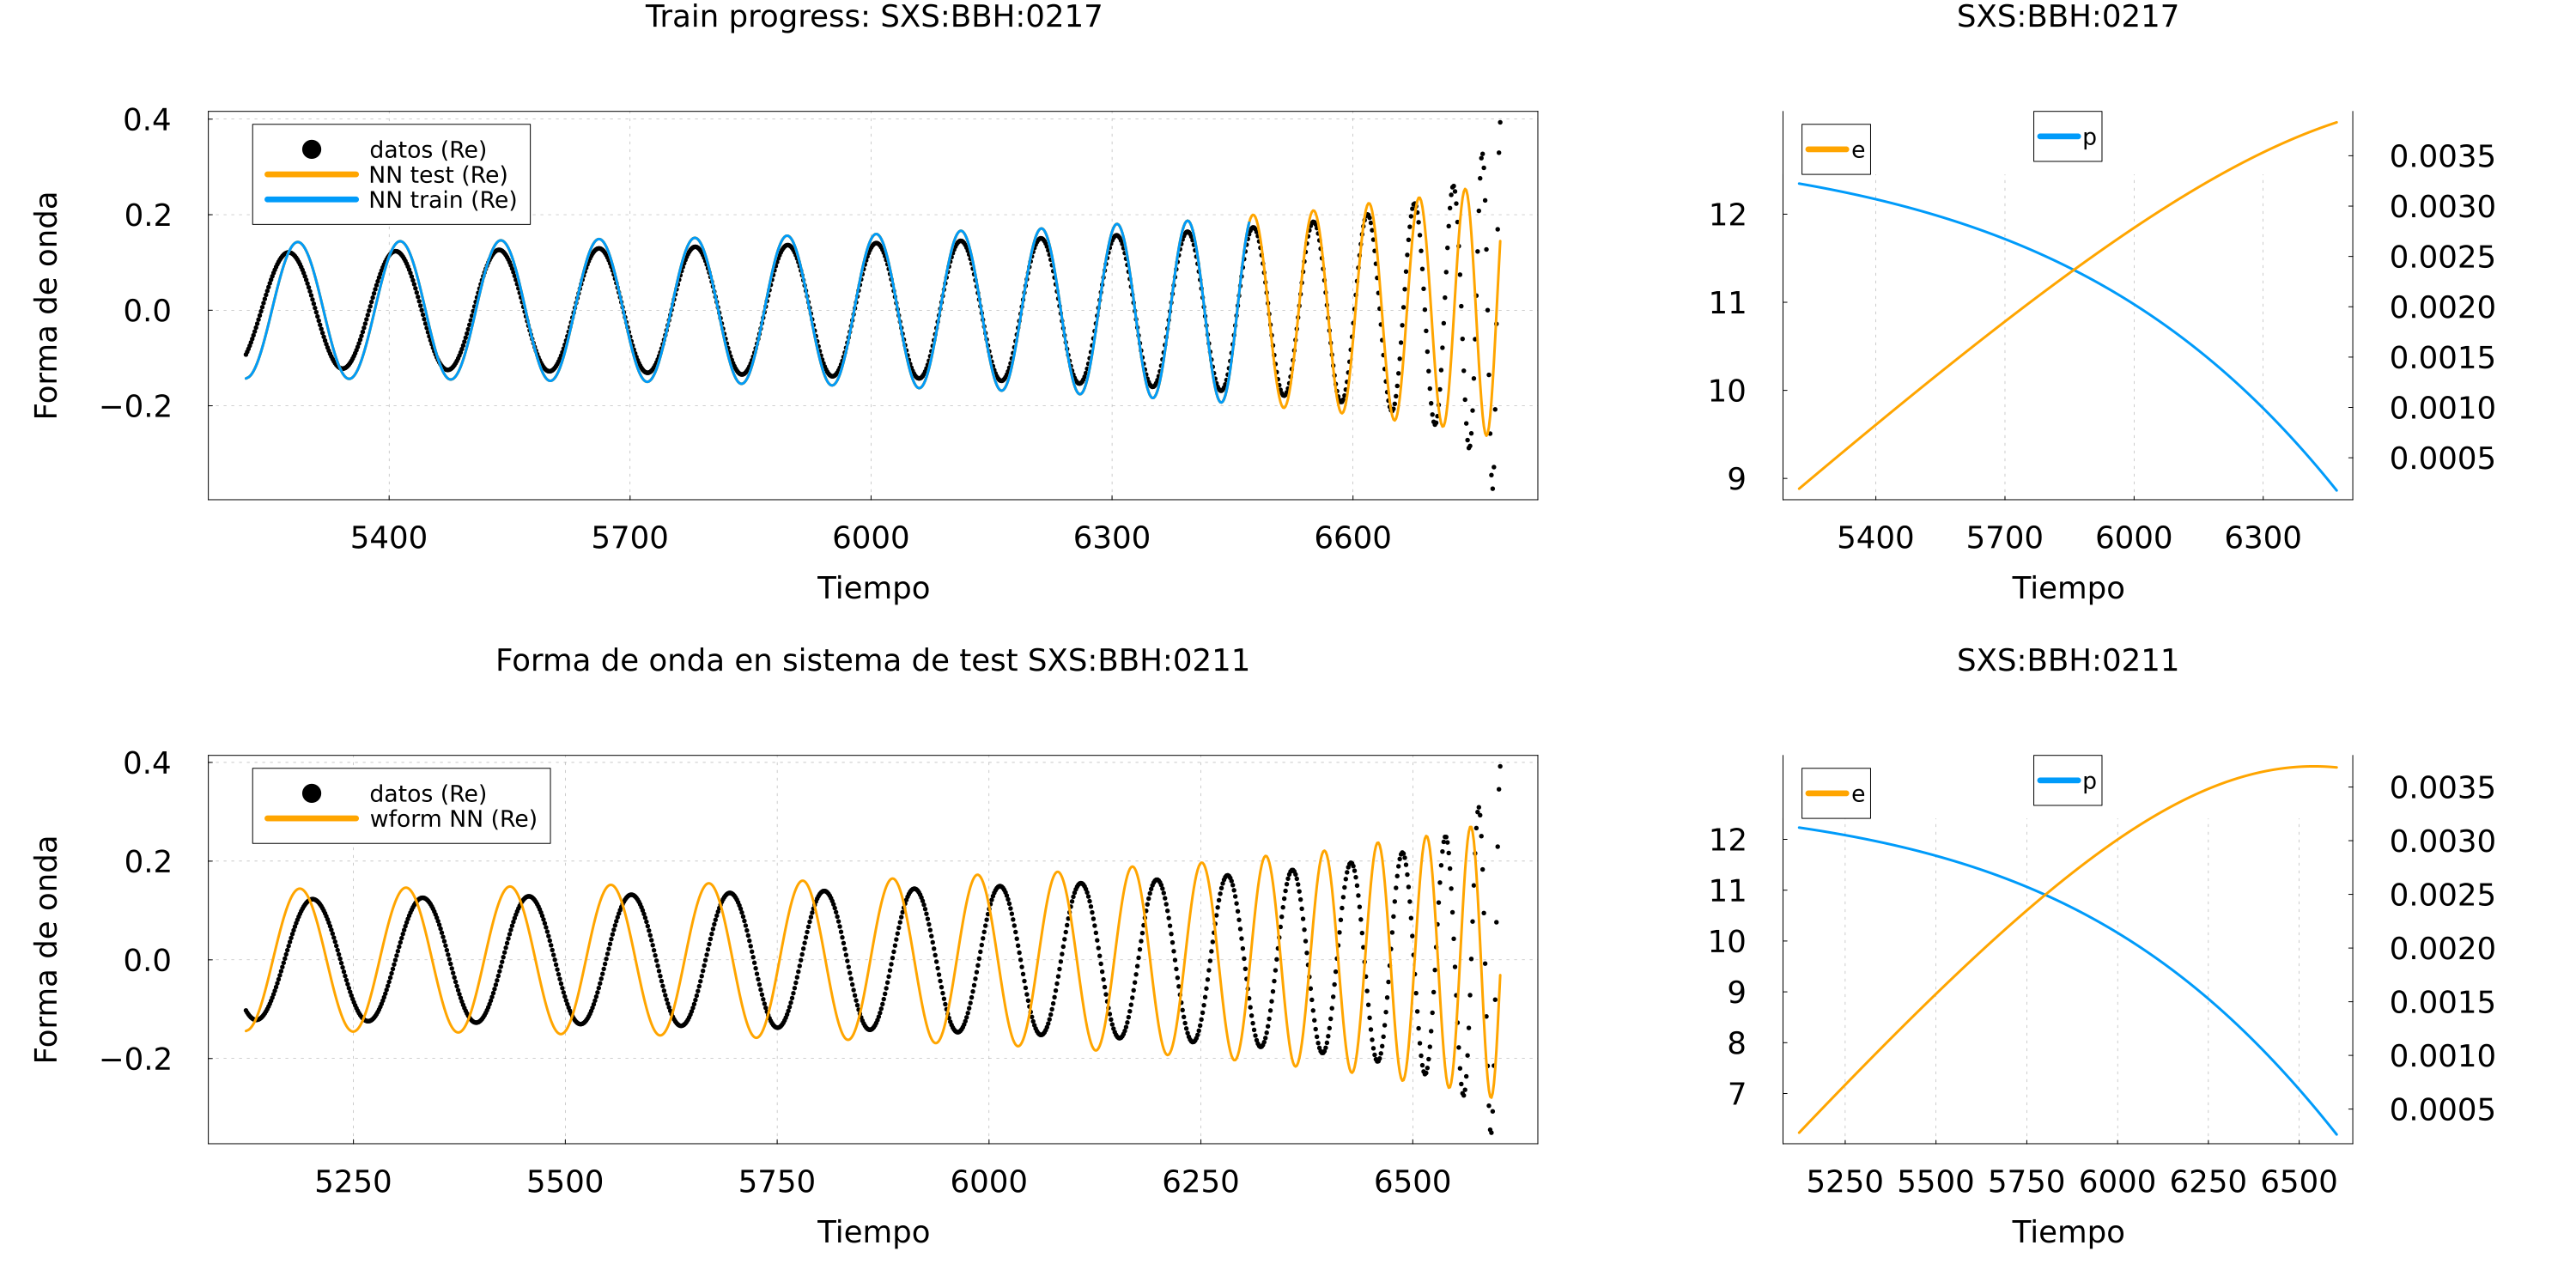 Train progress: SXS:BBH:0217
datos (Re)
NN test (Re)
NN train (Re)
0.4
0.2
0.0
−0.2
Forma de onda
5400 5700 6000 6300 6600
Tiempo
SXS:BBH:0217
e
p
12
11
10
9
0.0035
0.0030
0.0025
0.0020
0.0015
0.0010
0.0005
5400 5700 6000 6300
Tiempo
Forma de onda en sistema de test SXS:BBH:0211
datos (Re)
wform NN (Re)
0.4
0.2
0.0
−0.2
Forma de onda
5250 5500 5750 6000 6250 6500
Tiempo
SXS:BBH:0211
e
p
12
11
10
9
8
7
0.0035
0.0030
0.0025
0.0020
0.0015
0.0010
0.0005
5250 5500 5750 6000 6250 6500
Tiempo